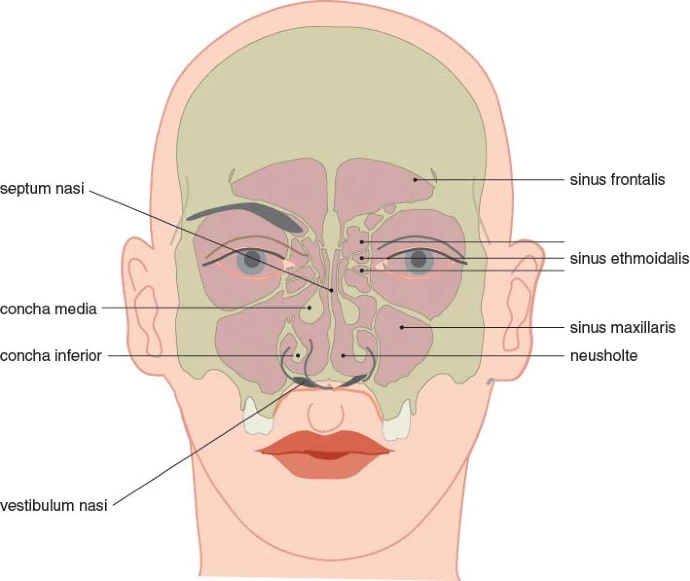 septum nasi
concha media
concha inferior
vestibulum nasi
sinus frontalis
sinus ethmoidalis
sinus maxillaris
neusholte